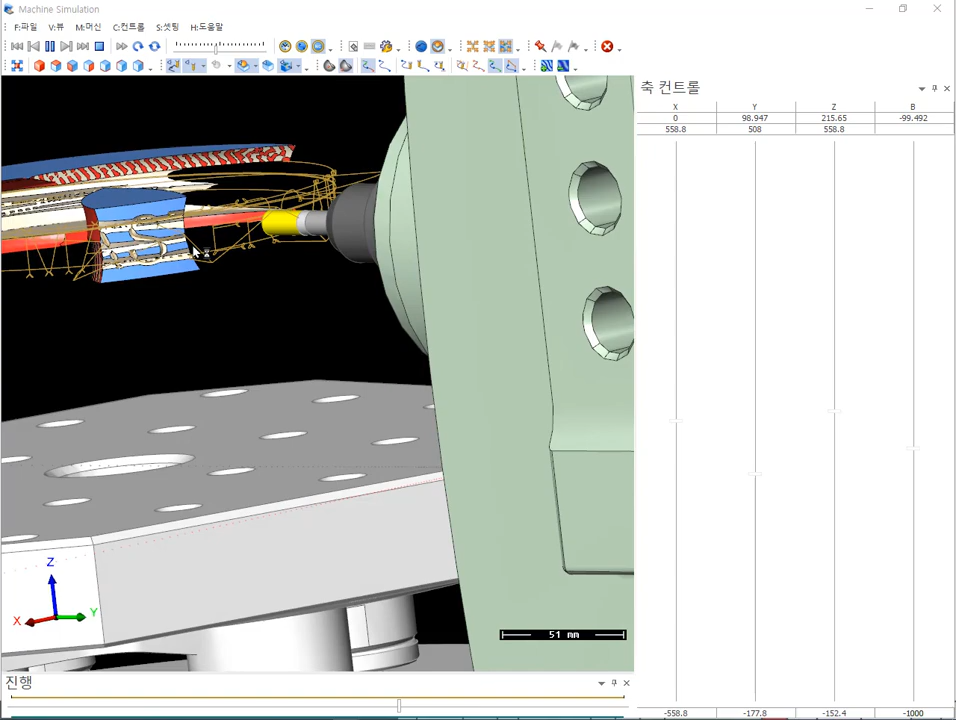 Machine Simulation
F:파일 V:뷰 M:머신 C:컨트롤 S:셋팅 H:도움말
축 컨트롤
X Y Z B
0 98.947 215.65 -99.492
558.8 508 558.8
Z
X Y
51 mm
-558.8 -177.8 -152.4 -1000
진행